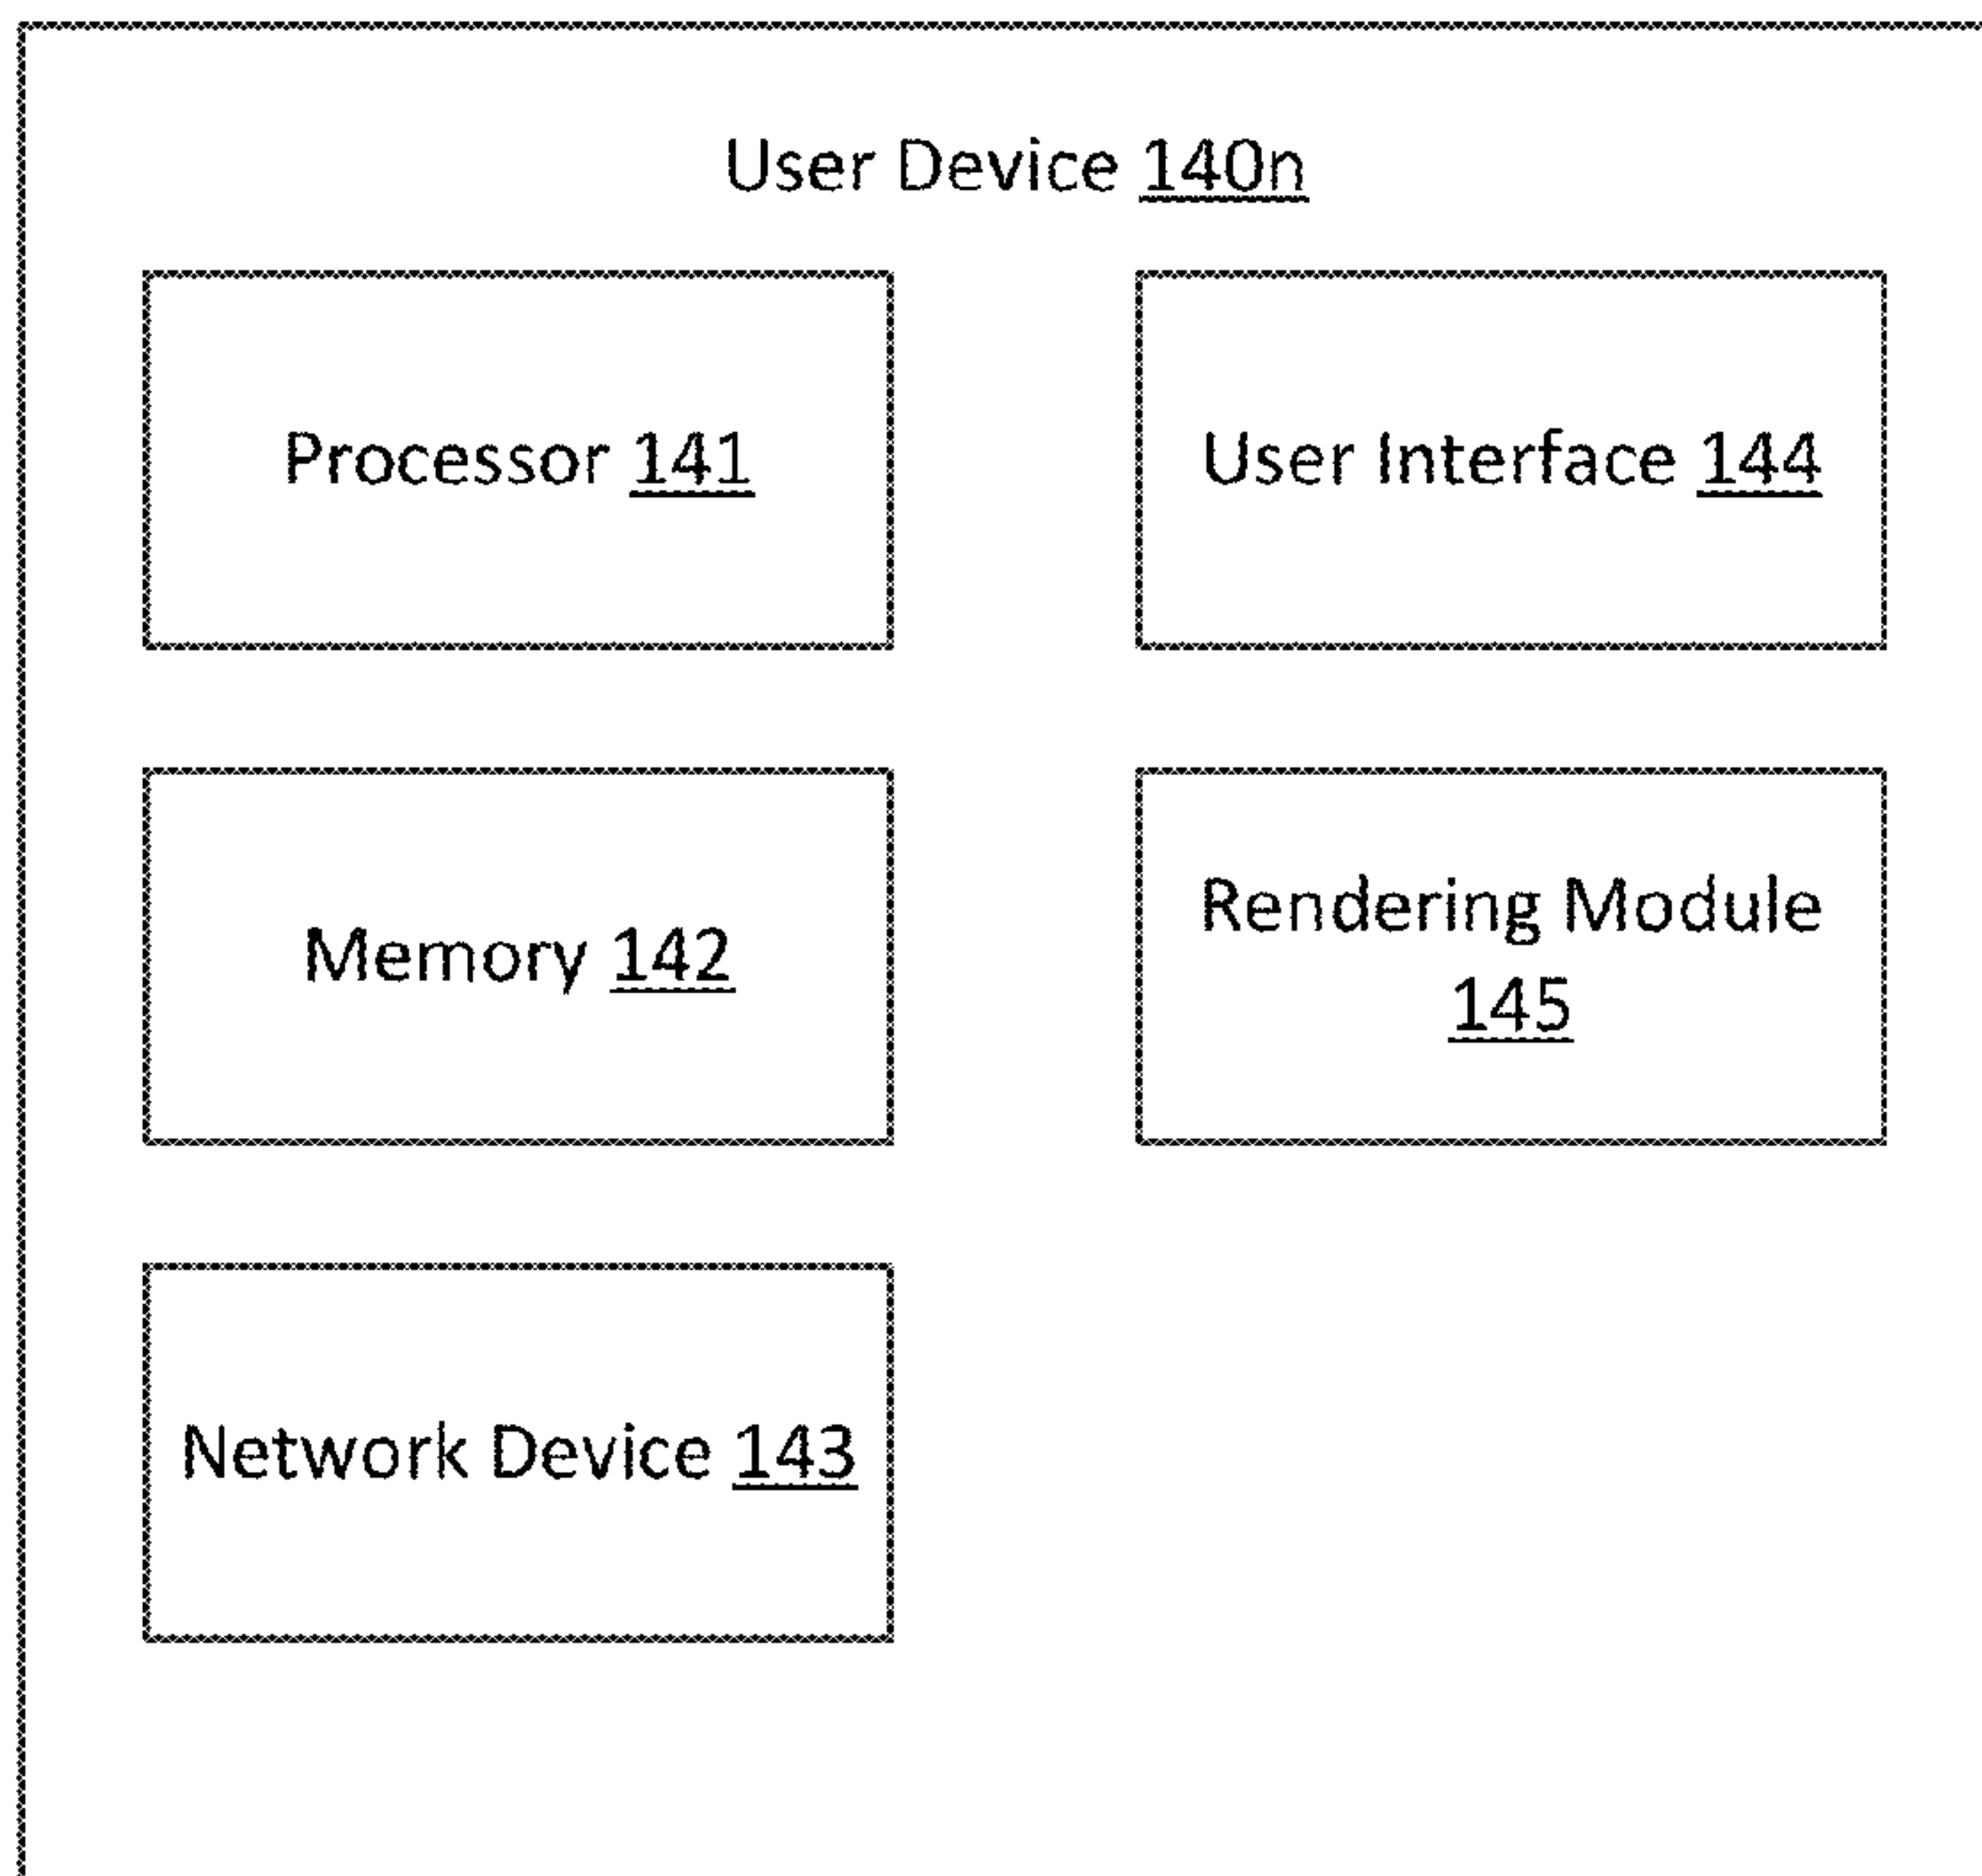 User Device 140n
Processor 141
User Interface 144
Memory 142
Rendering Module
145
Network Device 143